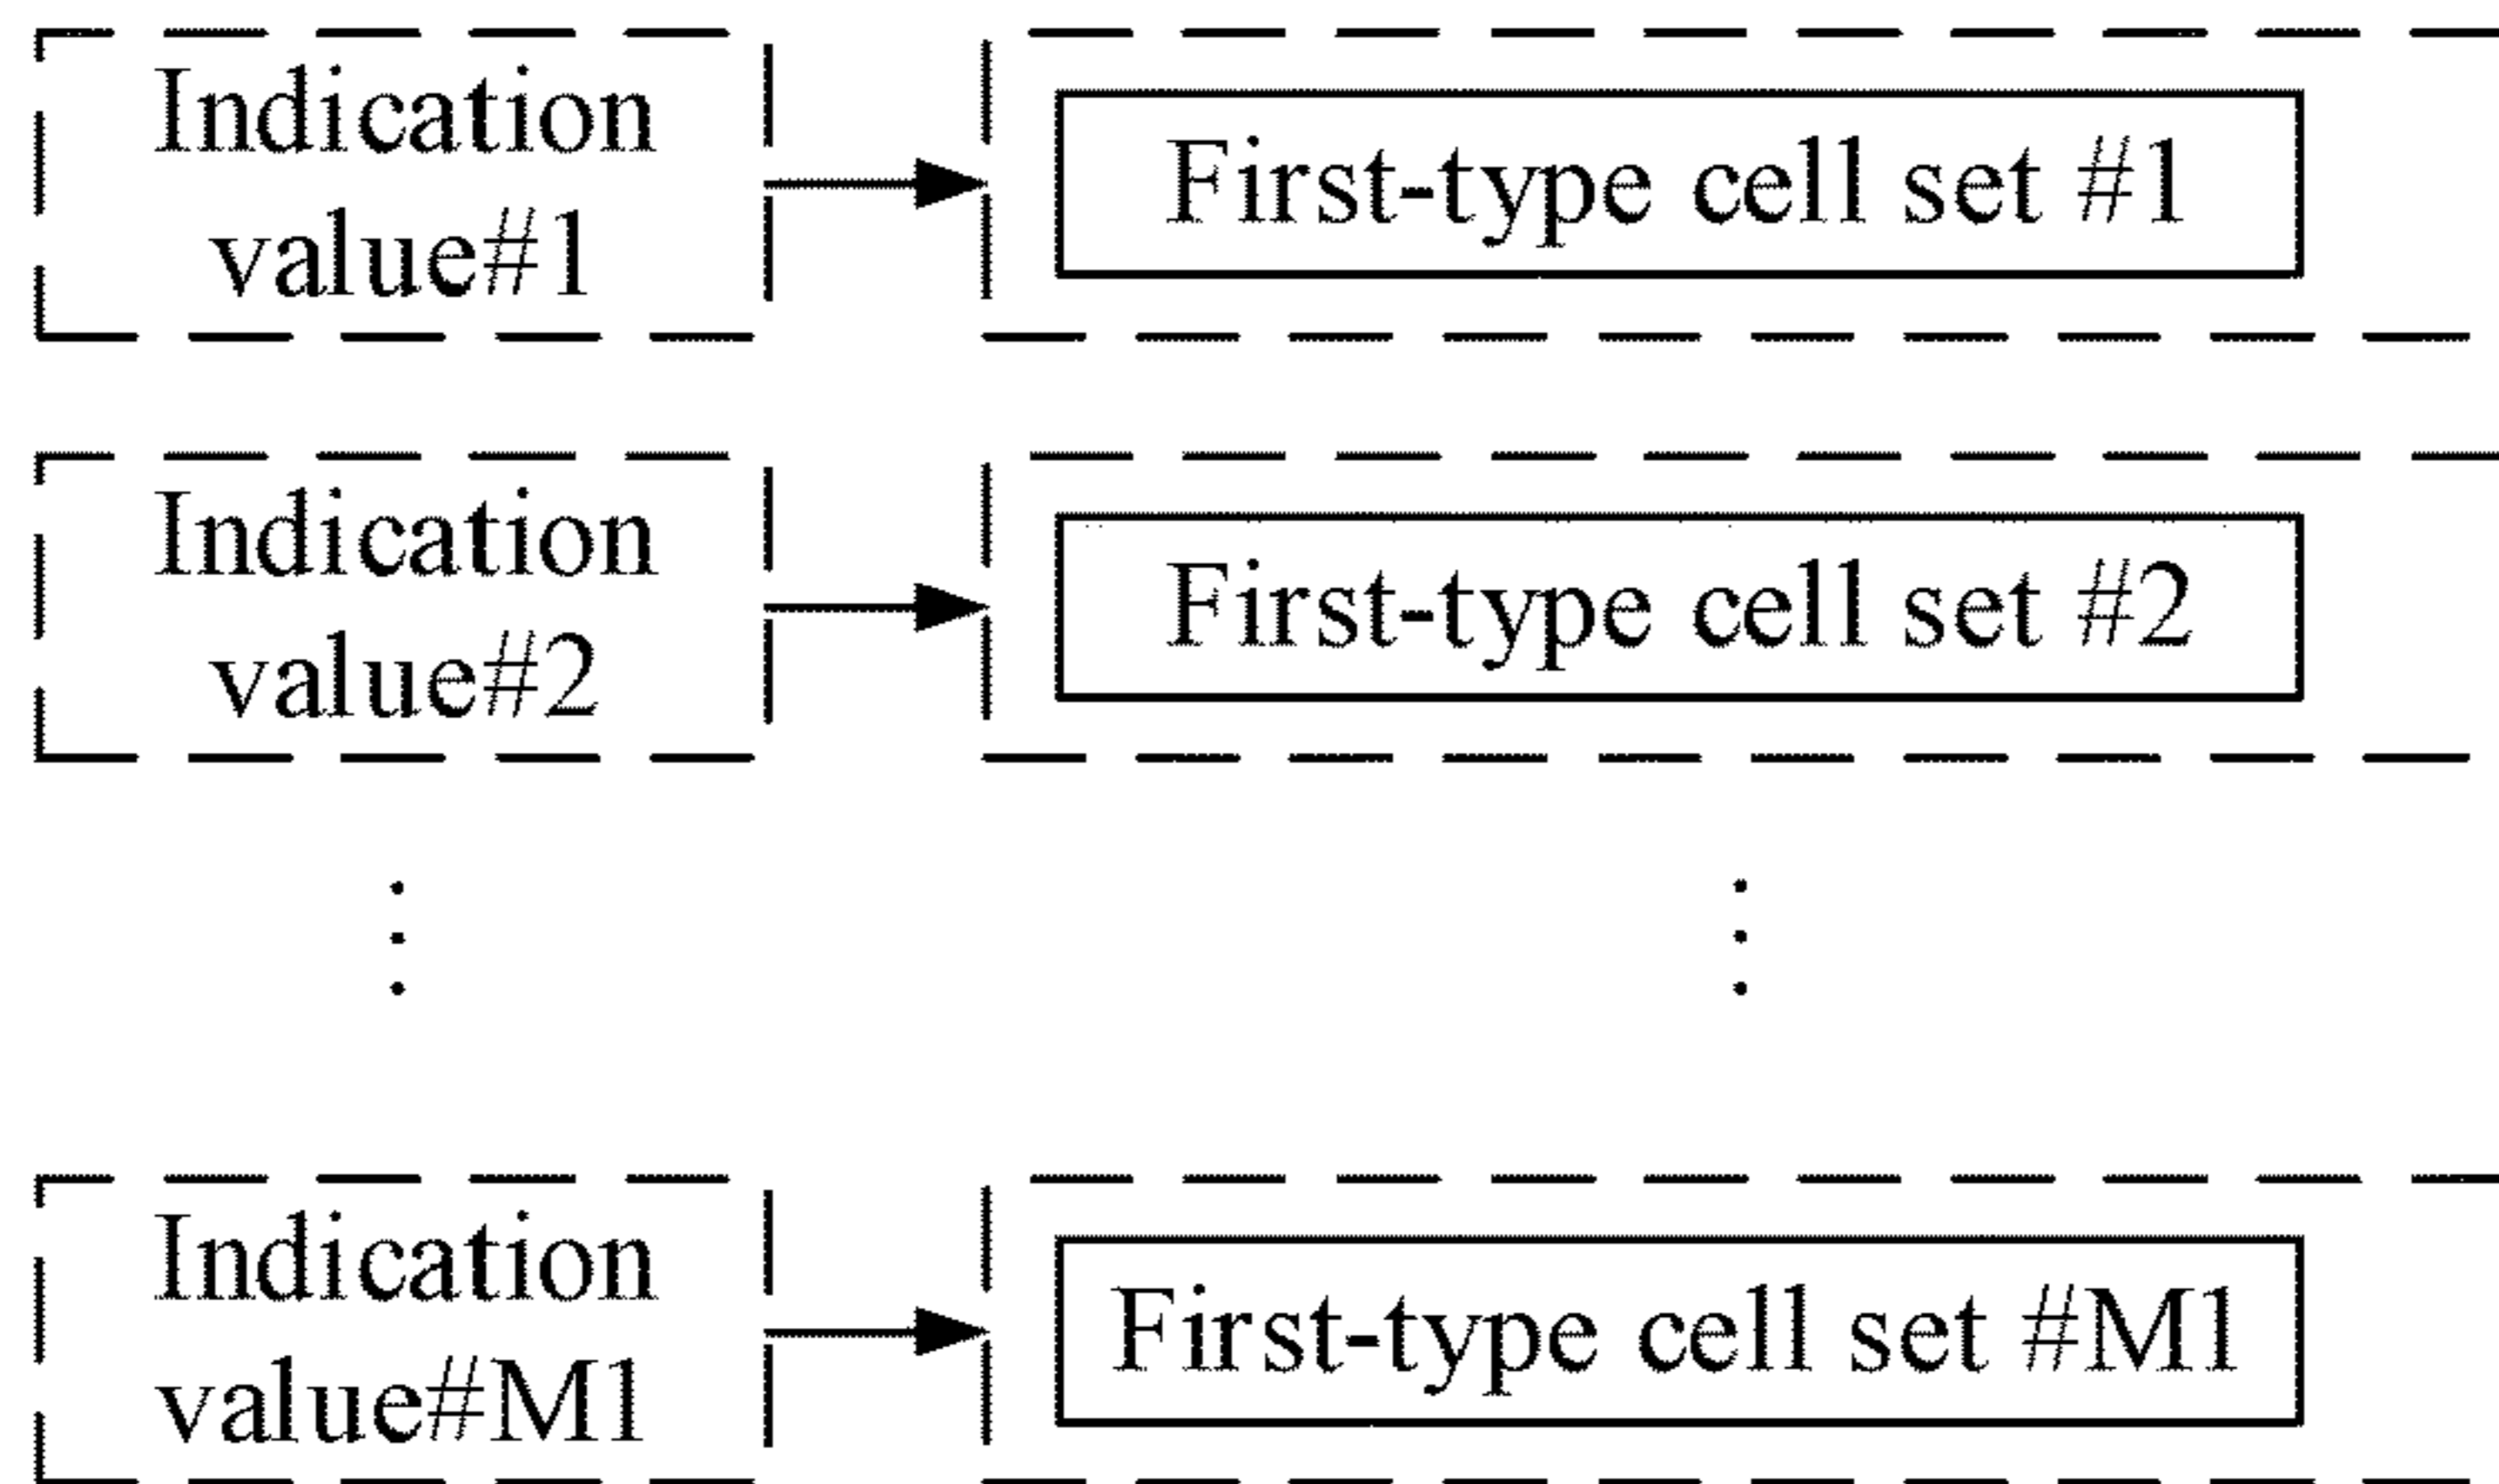 Indication
value#1
First-type cell set #1
Indication
value#2
First-type cell set #2
Indication
value#M1
First-type cell set #M1